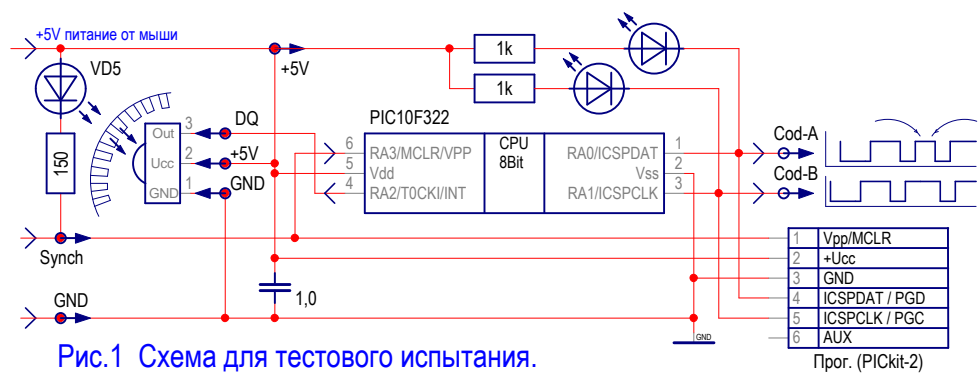 +5V питание от мыши
VD5
+5V
1k
1k
150
3
Out
DQ
2
Ucc
+5V
1
GND
GND
PIC10F322
6
RA3/MCLR/VPP
5
Vdd
4
RA2/T0CKI/INT
CPU
8Bit
RA0/ICSPDAT
1
Vss
2
RA1/ICSPCLK
3
Cod-A
Cod-B
Synch
GND
1,0
1 Vpp/MCLR
2 +Ucc
3 GND
4 ICSPDAT / PGD
5 ICSPCLK / PGC
6 AUX
GND
Прог. (PICkit-2)
Рис.1 Схема для тестового испытания.